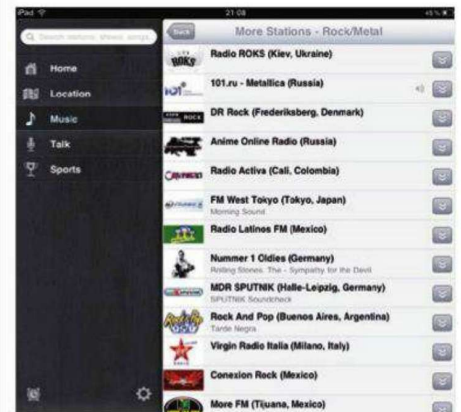 iPad
21:08
45%
Search stations, shows, songs...
Home
Location
Music
Talk
Sports
Back
More Stations - Rock/Metal
ROKS
Radio ROKS (Kiev, Ukraine)
101
101.ru - Metallica (Russia)
ROCK
DR Rock (Frederiksberg, Denmark)
Anime Online Radio (Russia)
Radio Activa (Cali, Colombia)
FM West Tokyo (Tokyo, Japan)
Morning Sound
Radio Latinos FM (Mexico)
Nummer 1 Oldies (Germany)
Rolling Stones, The - Sympathy for the Devil
MDR SPUTNIK (Halle-Leipzig, Germany)
SPUTNIK Soundcheck
Rock And Pop (Buenos Aires, Argentina)
Tarde Negra
Virgin Radio Italia (Milano, Italy)
Conexion Rock (Mexico)
More FM (Tijuana, Mexico)